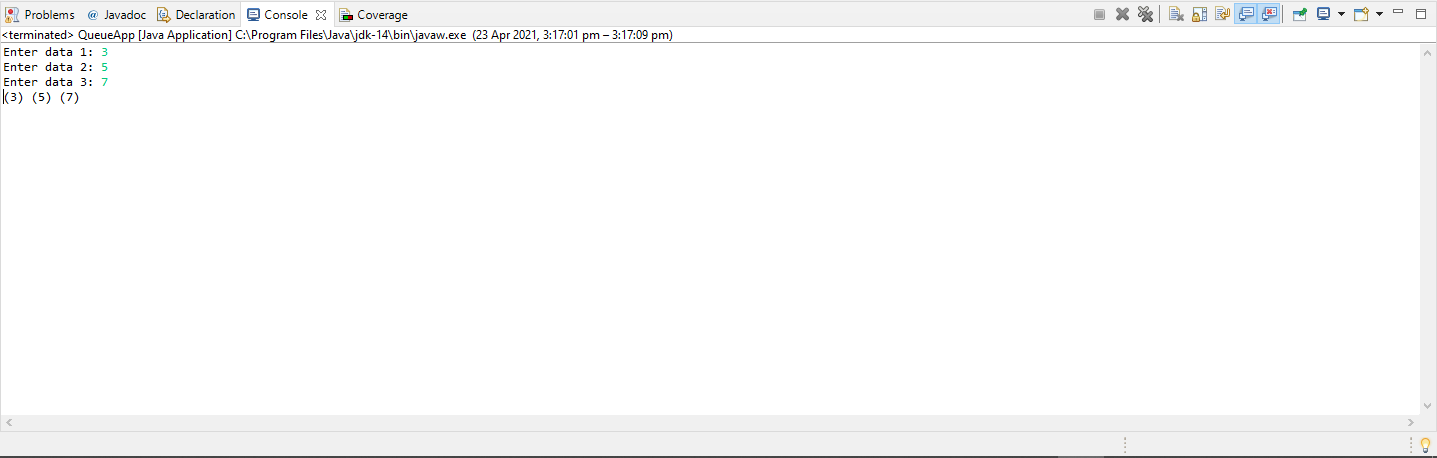 Problems @ Javadoc Declaration Console Coverage
<terminated> QueueApp [Java Application] C:\Program Files\Java\jdk-14\bin\javaw.exe (23 Apr 2021, 3:17:01 pm – 3:17:09 pm)
Enter data 1: 3
Enter data 2: 5
Enter data 3: 7
(3) (5) (7)